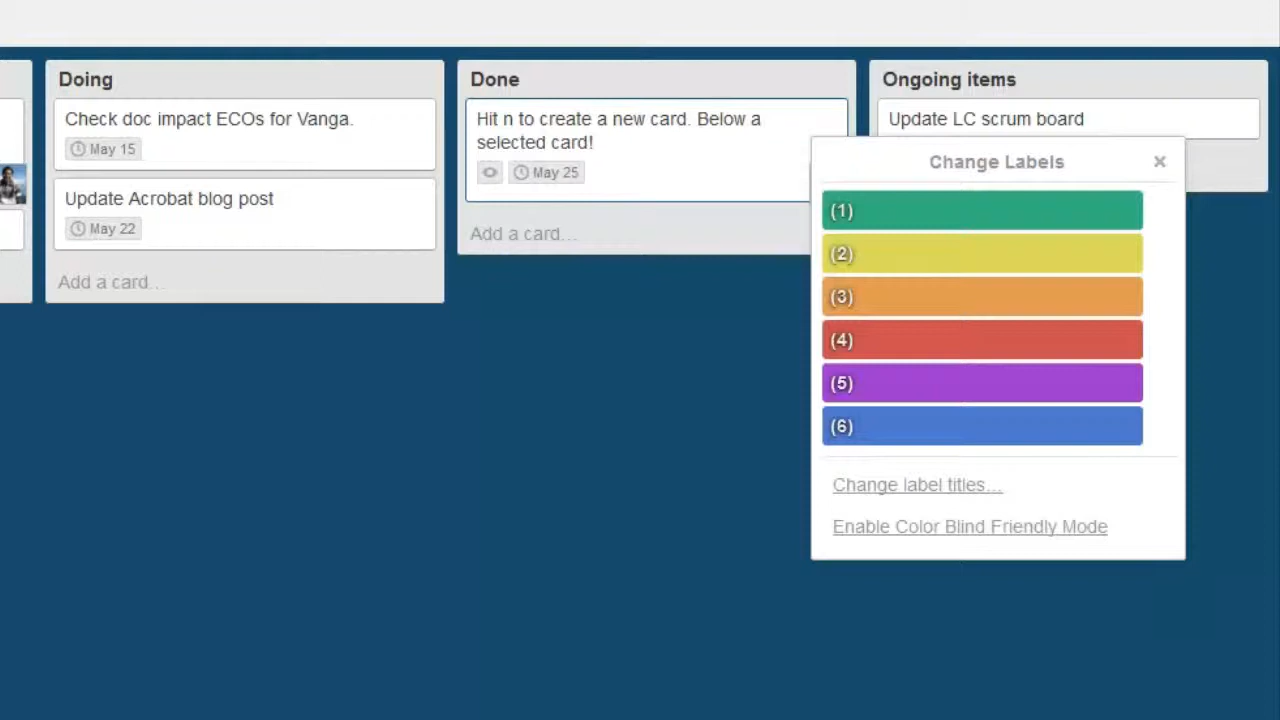 Doing
Check doc impact ECOs for Vanga.
May 15
Update Acrobat blog post
May 22
Add a card…
Done
Hit n to create a new card. Below a
selected card!
May 25
Add a card…
Ongoing items
Update LC scrum board
Change Labels
(1)
(2)
(3)
(4)
(5)
(6)
Change label titles…
Enable Color Blind Friendly Mode